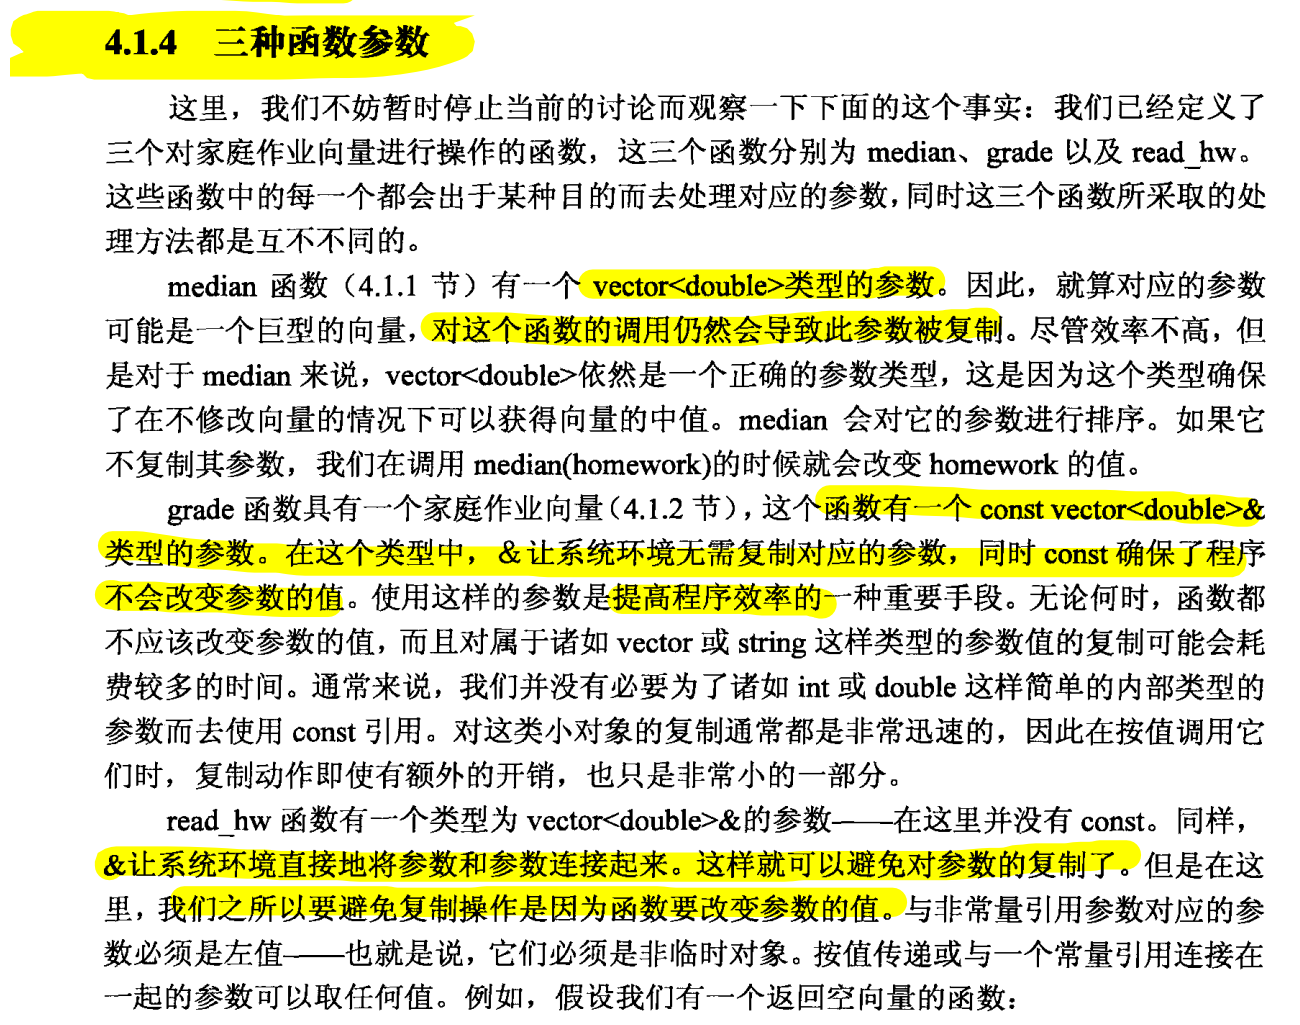 4.1.4 三种函数参数
这里，我们不妨暂时停止当前的讨论而观察一下下面的这个事实：我们已经定义了
三个对家庭作业向量进行操作的函数，这三个函数分别为 median、grade 以及 read_hw。
这些函数中的每一个都会出于某种目的而去处理对应的参数，同时这三个函数所采取的处
理方法都是互不不同的。
median 函数（4.1.1 节）有一个 vector<double>类型的参数。因此，就算对应的参数
可能是一个巨型的向量，对这个函数的调用仍然会导致此参数被复制。尽管效率不高，但
是对于 median 来说，vector<double>依然是一个正确的参数类型，这是因为这个类型确保
了在不修改向量的情况下可以获得向量的中值。median 会对它的参数进行排序。如果它
不复制其参数，我们在调用 median(homework)的时候就会改变 homework 的值。
grade 函数具有一个家庭作业向量（4.1.2 节），这个函数有一个 const vector<double>&
类型的参数。在这个类型中，&让系统环境无需复制对应的参数，同时 const 确保了程序
不会改变参数的值。使用这样的参数是提高程序效率的一种重要手段。无论何时，函数都
不应该改变参数的值，而且对属于诸如 vector 或 string 这样类型的参数值的复制可能会耗
费较多的时间。通常来说，我们并没有必要为了诸如 int 或 double 这样简单的内部类型的
参数而去使用 const 引用。对这类小对象的复制通常都是非常迅速的，因此在按值调用它
们时，复制动作即使有额外的开销，也只是非常小的一部分。
read_hw 函数有一个类型为 vector<double>&的参数——在这里并没有 const。同样，
&让系统环境直接地将参数和参数连接起来。这样就可以避免对参数的复制了。但是在这
里，我们之所以要避免复制操作是因为函数要改变参数的值。与非常量引用参数对应的参
数必须是左值——也就是说，它们必须是非临时对象。按值传递或与一个常量引用连接在
一起的参数可以取任何值。例如，假设我们有一个返回空向量的函数：